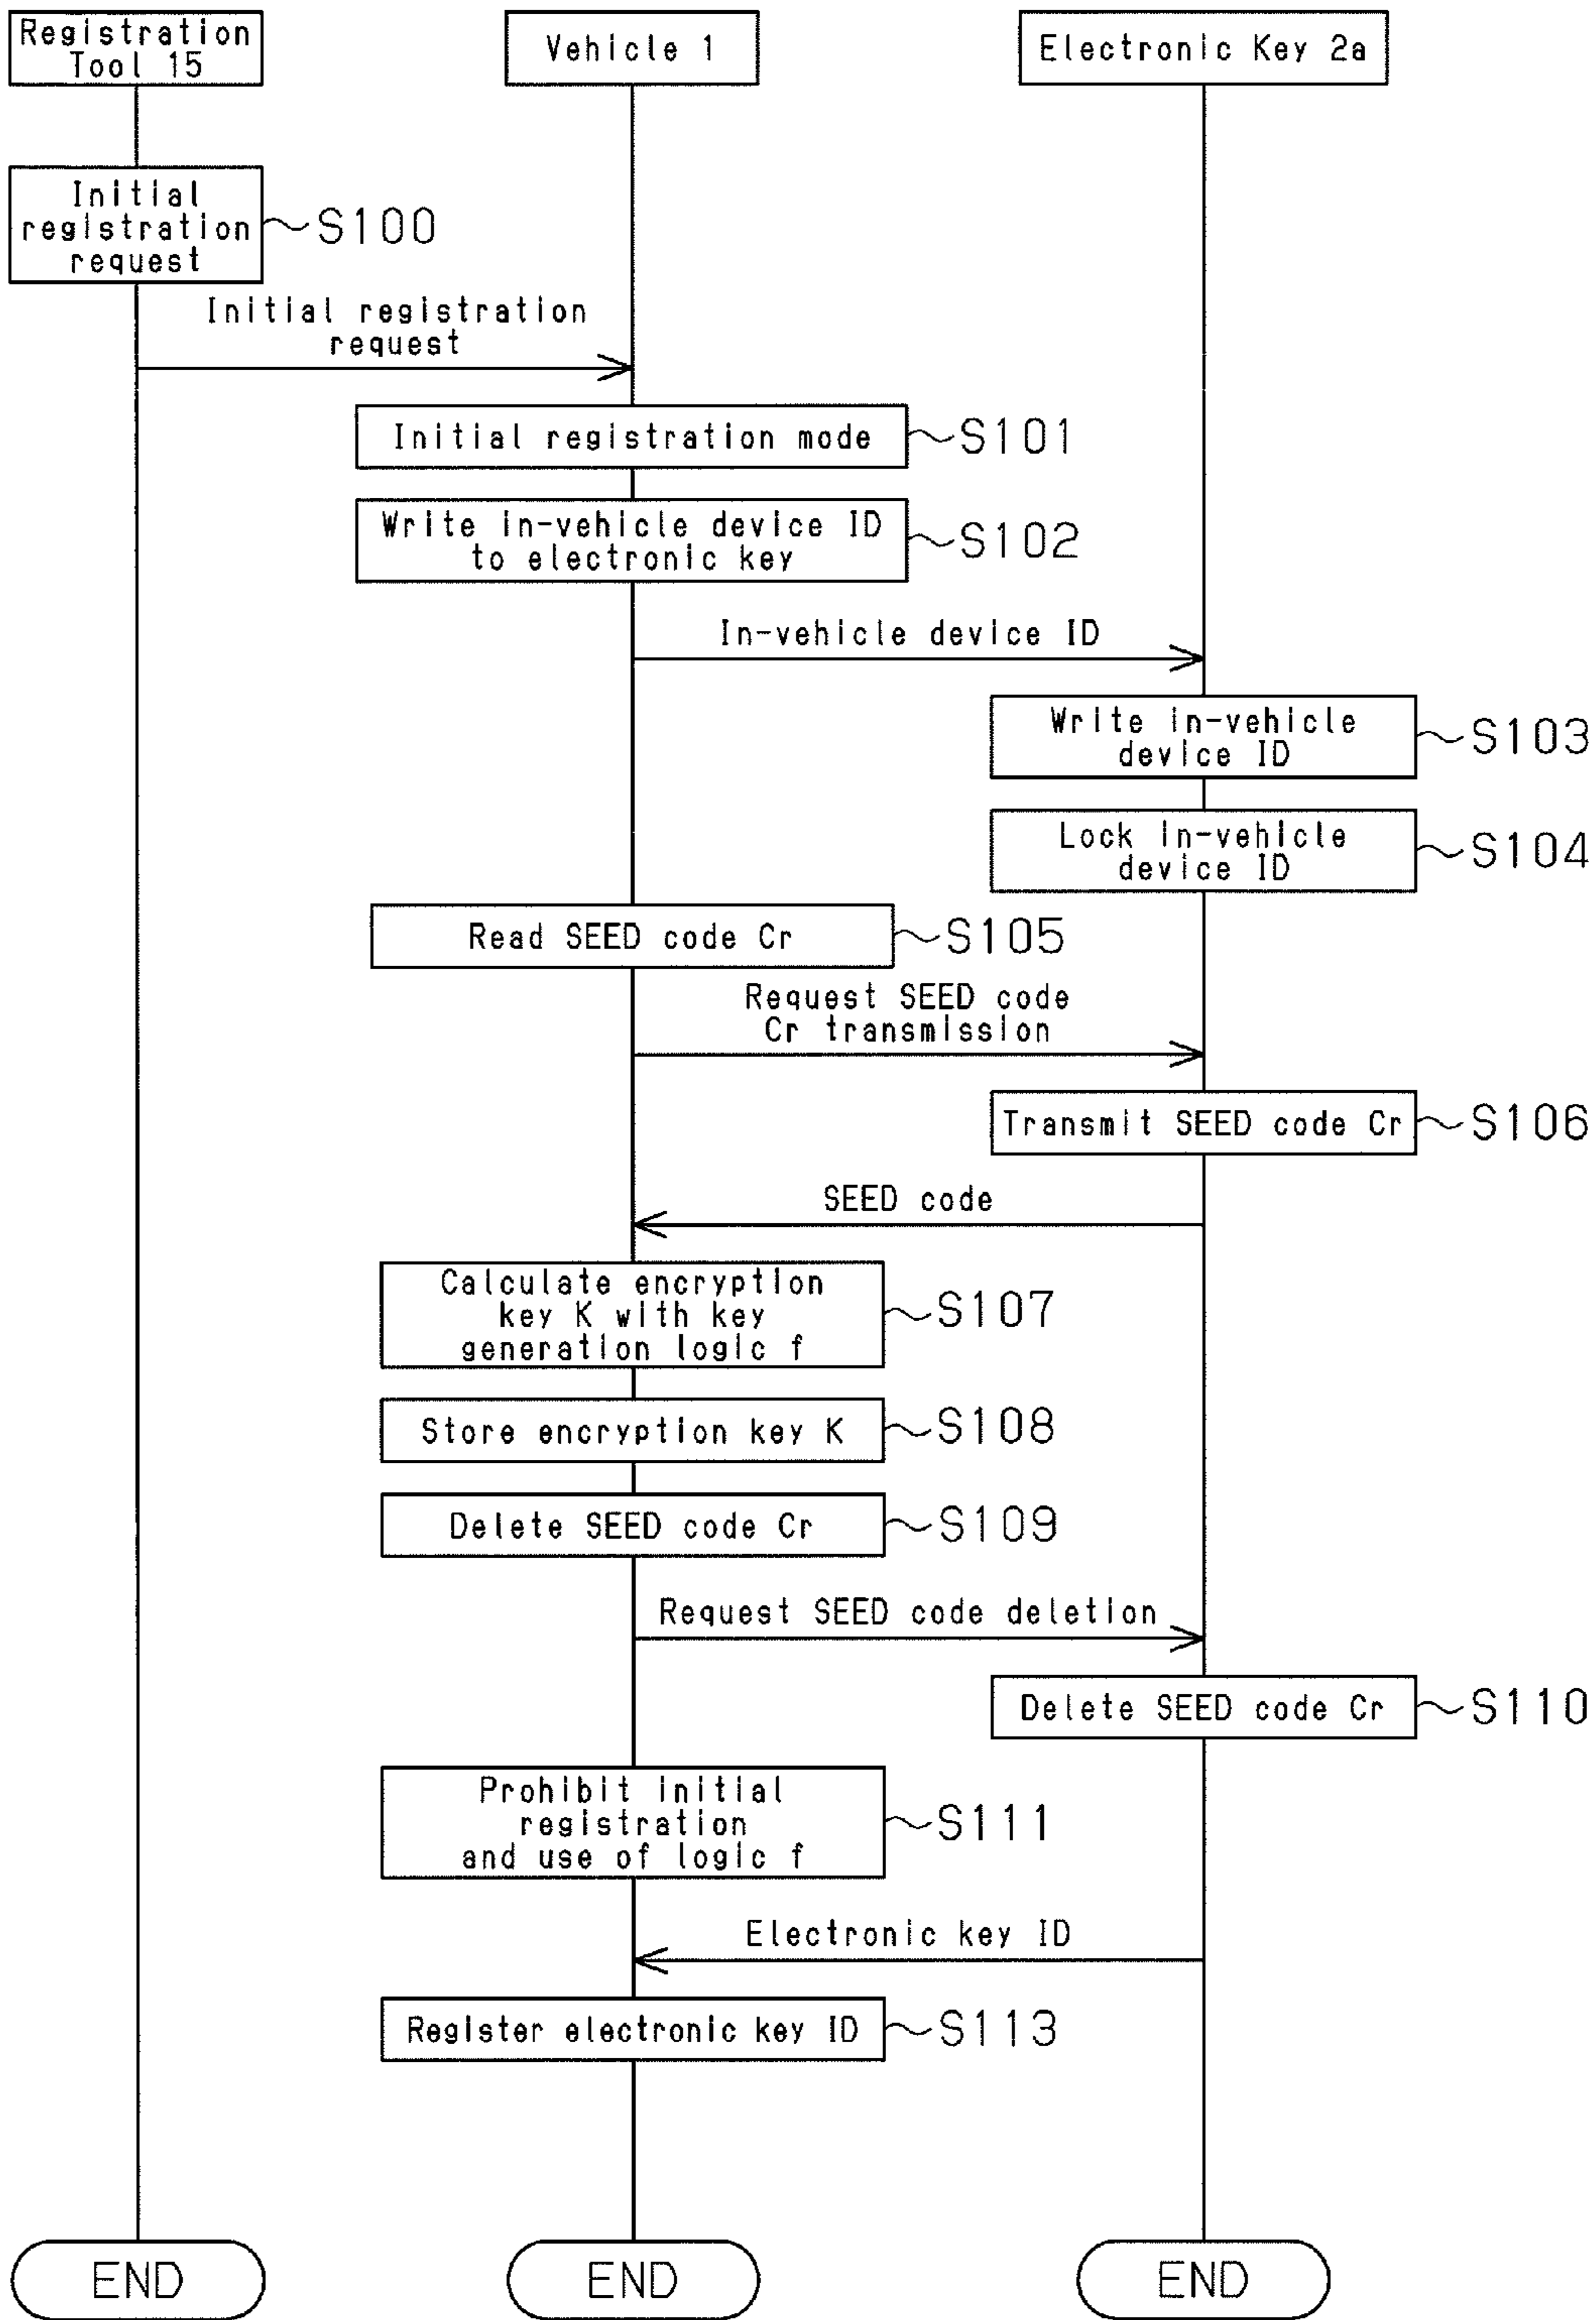 Registration
Tool 15
Vehicle 1
Electronic Key 2a
Initial
registration
request
S100
Initial registration
request
Initial registration mode
S101
Write in-vehicle device ID
to electronic key
S102
In-vehicle device ID
Write in-vehicle
device ID
S103
Lock in-vehicle
device ID
S104
Read SEED code Cr
S105
Request SEED code
Cr transmission
Transmit SEED code Cr
S106
SEED code
Calculate encryption
key K with key
generation logic f
S107
Store encryption key K
S108
Delete SEED code Cr
S109
Request SEED code deletion
Delete SEED code Cr
S110
Prohibit initial
registration
and use of logic f
S111
Electronic key ID
Register electronic key ID
S113
END
END
END